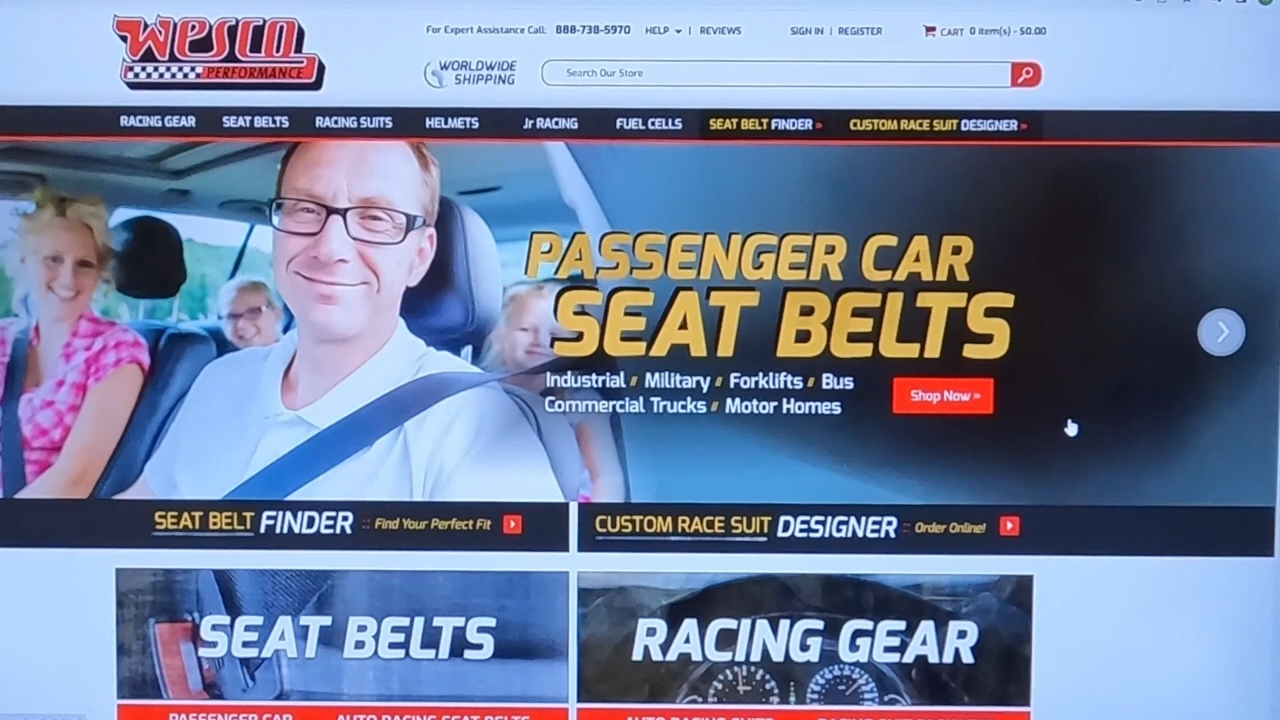 wesco
PERFORMANCE
For Expert Assistance Call: 888-738-5970 HELP | REVIEWS SIGN IN | REGISTER CART 0 item(s) - $0.00
WORLDWIDE
SHIPPING
Search Our Store
RACING GEAR SEAT BELTS RACING SUITS HELMETS Jr RACING FUEL CELLS SEAT BELT FINDER » CUSTOM RACE SUIT DESIGNER »
PASSENGER CAR
SEAT BELTS
Industrial // Military // Forklifts // Bus
Commercial Trucks // Motor Homes
Shop Now »
SEAT BELT FINDER :: Find Your Perfect Fit
CUSTOM RACE SUIT DESIGNER :: Order Online!
SEAT BELTS
RACING GEAR
PASSENGER CAR AUTO RACING SEAT BELTS
AUTO RACING SUITS